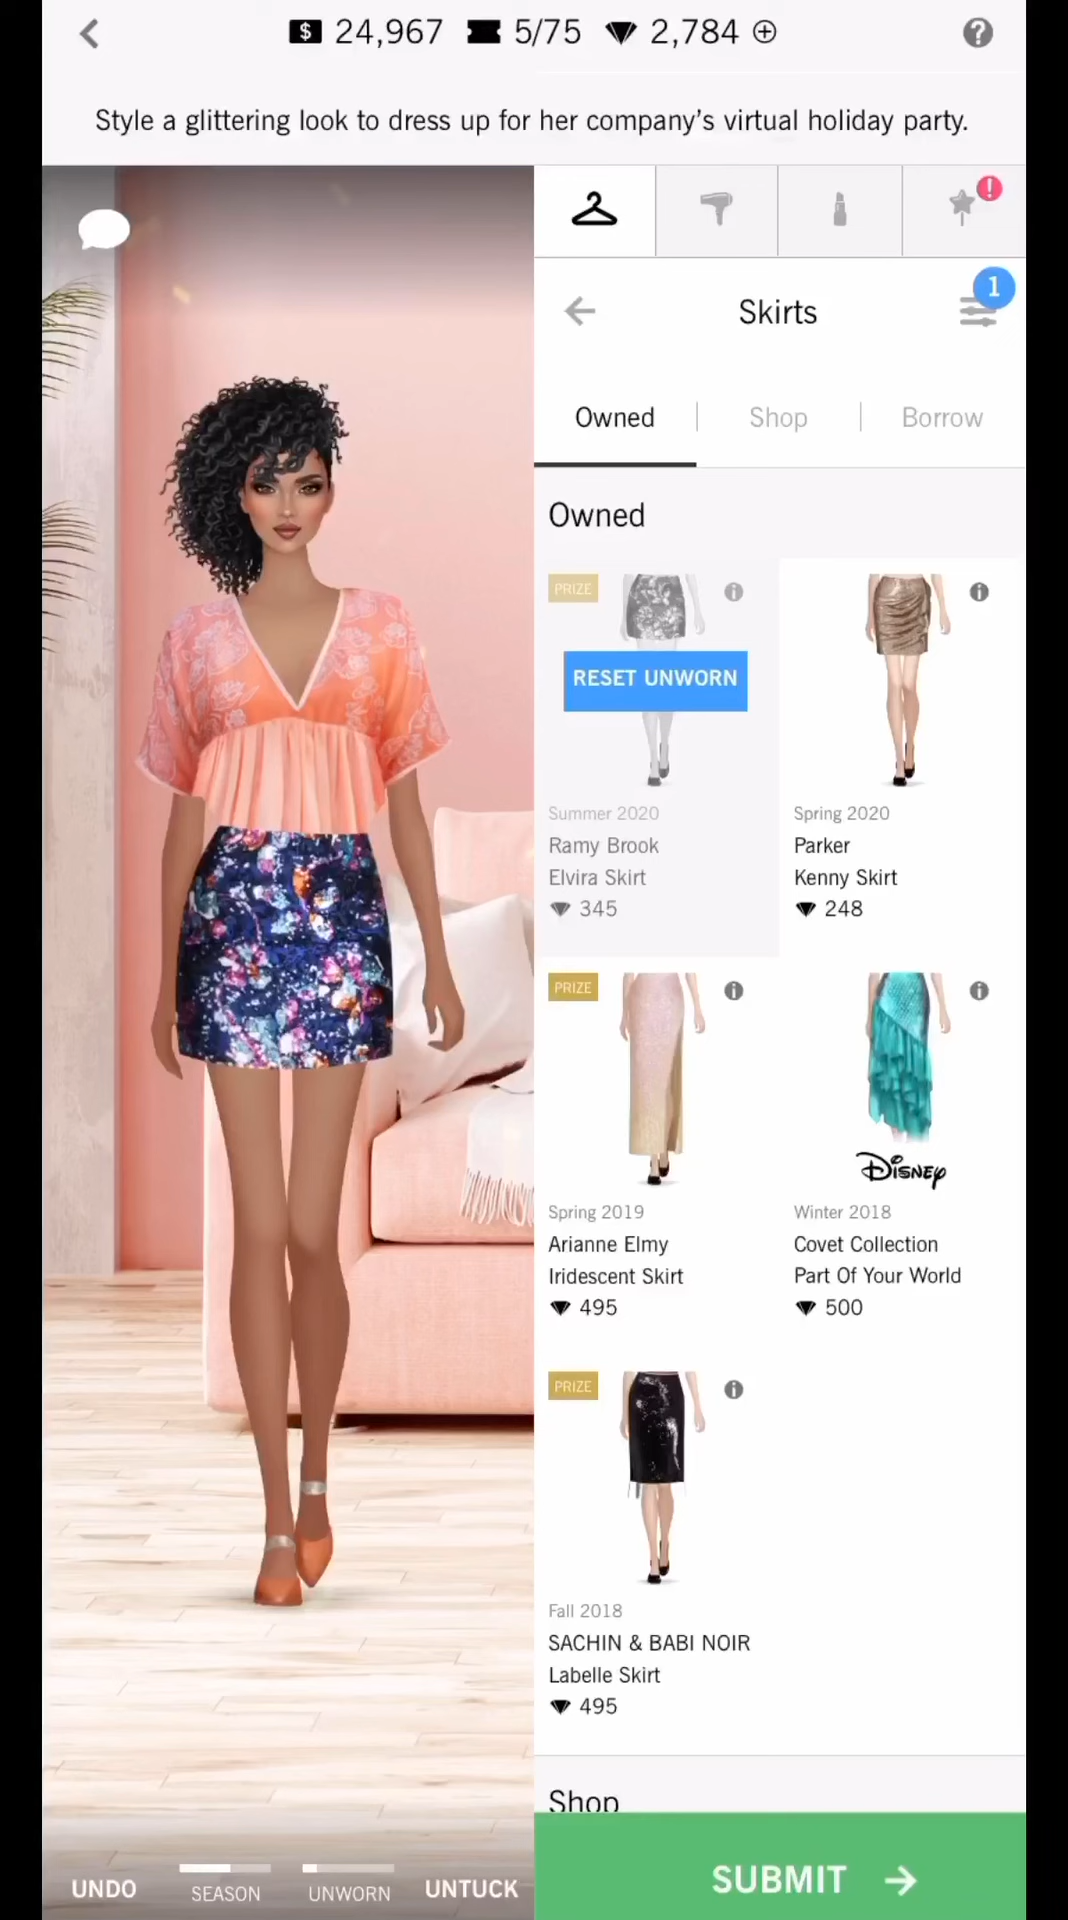 $ 24,967 5/75 2,784
Style a glittering look to dress up for her company's virtual holiday party.
!
1
Skirts
Owned
Shop
Borrow
Owned
PRIZE
RESET UNWORN
Summer 2020
Ramy Brook
Elvira Skirt
345
Spring 2020
Parker
Kenny Skirt
248
PRIZE
Spring 2019
Arianne Elmy
Iridescent Skirt
495
Disney
Winter 2018
Covet Collection
Part Of Your World
500
PRIZE
Fall 2018
SACHIN & BABI NOIR
Labelle Skirt
495
Shop
UNDO
SEASON
UNWORN
UNTUCK
SUBMIT